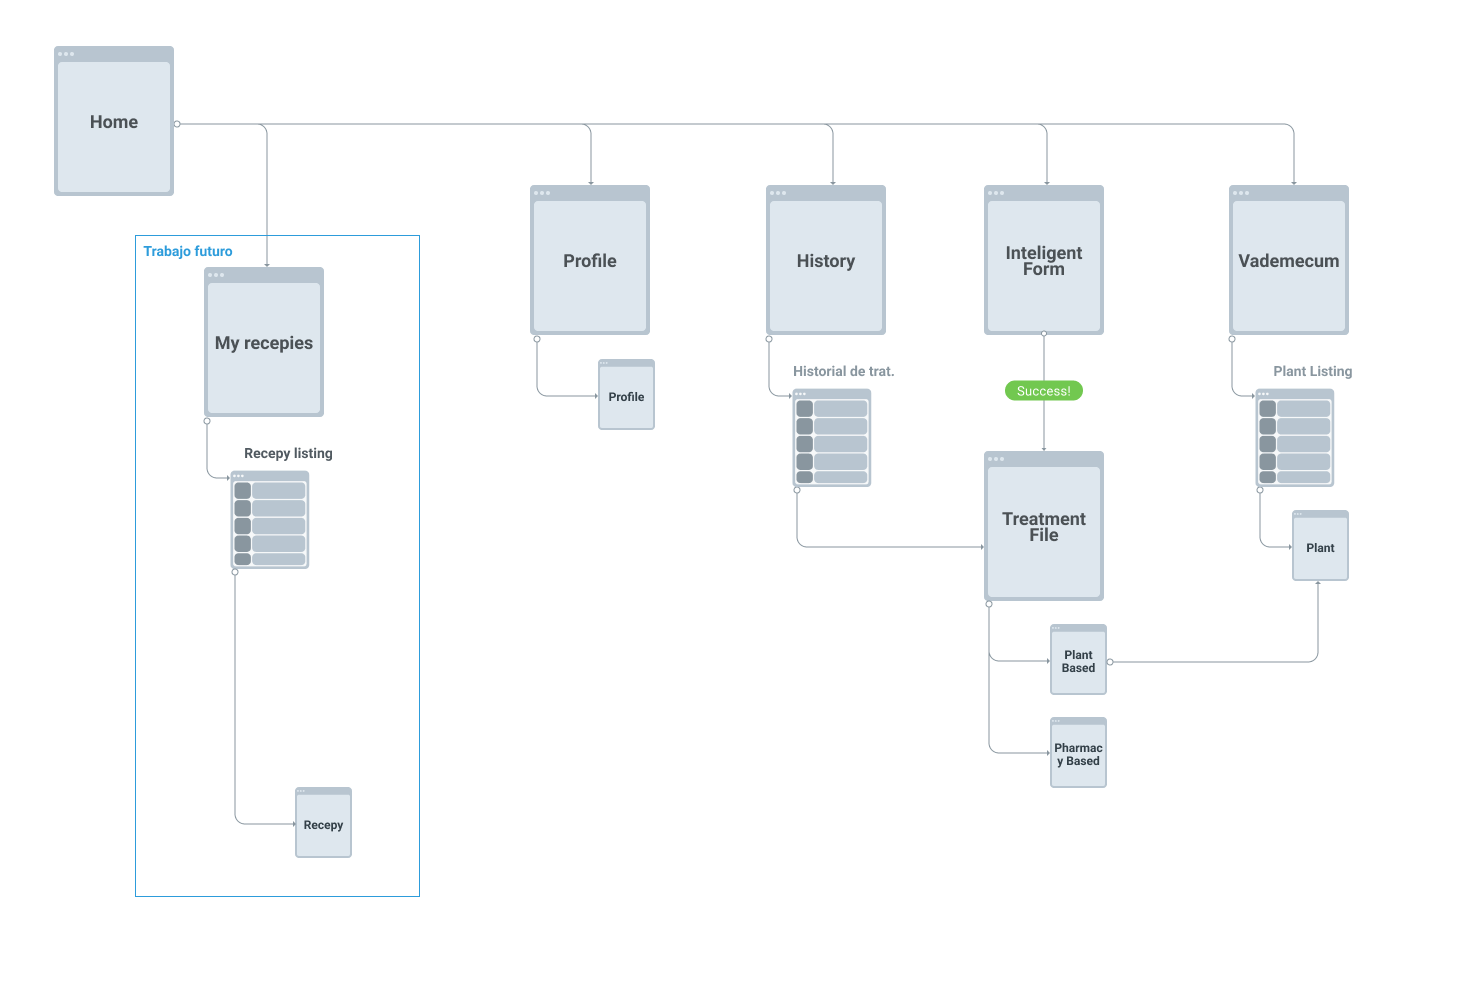 Home
Trabajo futuro
My recepies
Recepy listing
Recepy
Profile
Profile
History
Historial de trat.
Inteligent
Form
Success!
Treatment
File
Plant
Based
Pharmac
y Based
Vademecum
Plant Listing
Plant